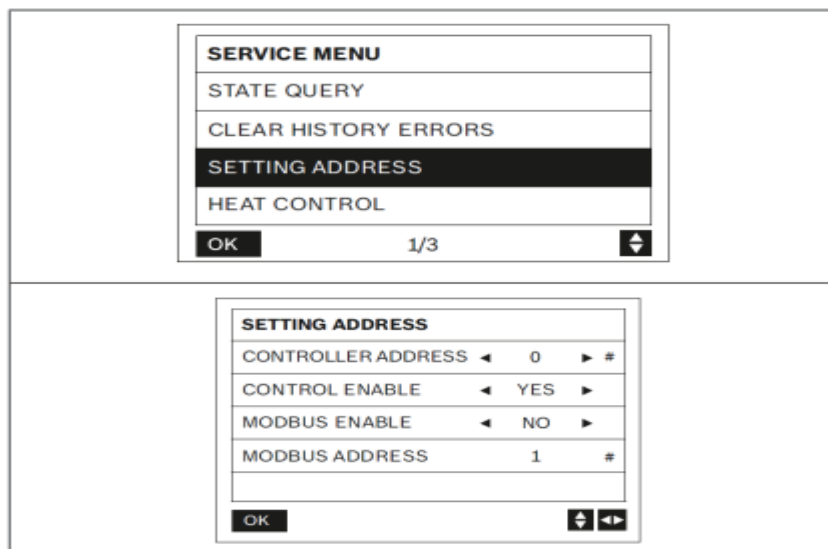 SERVICE MENU
STATE QUERY
CLEAR HISTORY ERRORS
SETTING ADDRESS
HEAT CONTROL
OK 1/3
SETTING ADDRESS
CONTROLLER ADDRESS ◄ 0 ► #
CONTROL ENABLE ◄ YES ►
MODBUS ENABLE ◄ NO ►
MODBUS ADDRESS 1 #
OK